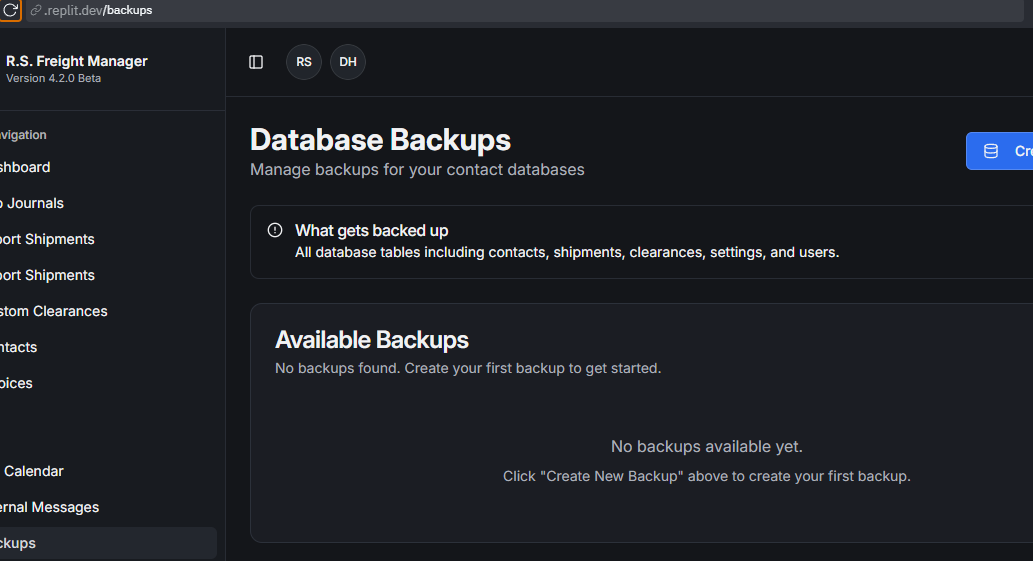 .replit.dev/backups
R.S. Freight Manager
Version 4.2.0 Beta
RS DH
vigation
shboard
Journals
ort Shipments
ort Shipments
stom Clearances
ntacts
oices
Calendar
ernal Messages
ckups
Database Backups
Manage backups for your contact databases
Cre
What gets backed up
All database tables including contacts, shipments, clearances, settings, and users.
Available Backups
No backups found. Create your first backup to get started.
No backups available yet.
Click "Create New Backup" above to create your first backup.